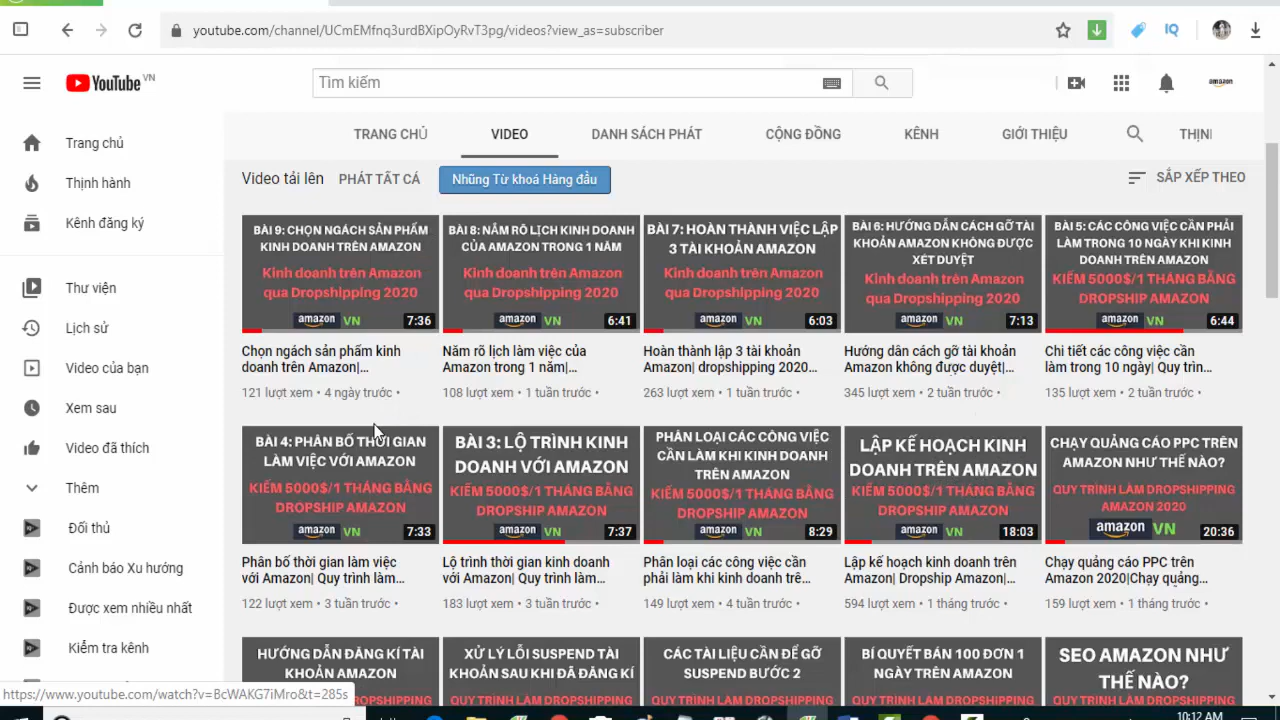 youtube.com/channel/UCmEMfnq3urdBXipOyRvT3pg/videos?view_as=subscriber
IQ
YouTube VN
Tìm kiếm
amazon
TRANG CHỦ
VIDEO
DANH SÁCH PHÁT
CỘNG ĐỒNG
KÊNH
GIỚI THIỆU
THỊNI
Trang chủ
Thịnh hành
Kênh đăng ký
Thư viện
Lịch sử
Video của bạn
Xem sau
Video đã thích
Thêm
Đối thủ
Cảnh báo Xu hướng
Được xem nhiều nhất
Kiểm tra kênh
Video tải lên
PHÁT TẤT CẢ
Những Từ khoá Hàng đầu
SẮP XẾP THEO
BÀI 9: CHỌN NGÁCH SẢN PHẨM
KINH DOANH TRÊN AMAZON
Kinh doanh trên Amazon
qua Dropshipping 2020
amazon VN
7:36
Chọn ngách sản phẩm kinh
doanh trên Amazon|...
121 lượt xem • 4 ngày trước •
BÀI 8: NẮM RÕ LỊCH KINH DOANH
CỦA AMAZON TRONG 1 NĂM
Kinh doanh trên Amazon
qua Dropshipping 2020
amazon VN
6:41
Nắm rõ lịch làm việc của
Amazon trong 1 năm|...
108 lượt xem • 1 tuần trước •
BÀI 7: HOÀN THÀNH VIỆC LẬP
3 TÀI KHOẢN AMAZON
Kinh doanh trên Amazon
qua Dropshipping 2020
amazon VN
6:03
Hoàn thành lập 3 tài khoản
Amazon| dropshipping 2020...
263 lượt xem • 1 tuần trước •
BÀI 6: HƯỚNG DẪN CÁCH GỠ TÀI
KHOẢN AMAZON KHÔNG ĐƯỢC
XÉT DUYỆT
Kinh doanh trên Amazon
qua Dropshipping 2020
amazon VN
7:13
Hướng dẫn cách gỡ tài khoản
Amazon không được duyệt|...
345 lượt xem • 2 tuần trước •
BÀI 5: CÁC CÔNG VIỆC CẦN PHẢI
LÀM TRONG 10 NGÀY KHI KINH
DOANH TRÊN AMAZON
KIẾM 5000$/1 THÁNG BẰNG
DROPSHIP AMAZON
amazon VN
6:44
Chi tiết các công việc cần
làm trong 10 ngày| Quy trìn...
135 lượt xem • 2 tuần trước •
BÀI 4: PHÂN BỐ THỜI GIAN
LÀM VIỆC VỚI AMAZON
KIẾM 5000$/1 THÁNG BẰNG
DROPSHIP AMAZON
amazon VN
7:33
Phân bố thời gian làm việc
với Amazon| Quy trình làm...
122 lượt xem • 3 tuần trước •
BÀI 3: LỘ TRÌNH KINH
DOANH VỚI AMAZON
KIẾM 5000$/1 THÁNG BẰNG
DROPSHIP AMAZON
amazon VN
7:37
Lộ trình thời gian kinh doanh
với Amazon| Quy trình làm...
183 lượt xem • 3 tuần trước •
PHÂN LOẠI CÁC CÔNG VIỆC
CẦN LÀM KHI KINH DOANH
TRÊN AMAZON
KIẾM 5000$/1 THÁNG BẰNG
DROPSHIP AMAZON
amazon VN
8:29
Phân loại các công việc cần
phải làm khi kinh doanh trê...
149 lượt xem • 4 tuần trước •
LẬP KẾ HOẠCH KINH
DOANH TRÊN AMAZON
KIẾM 5000$/1 THÁNG BẰNG
DROPSHIP AMAZON
amazon VN
18:03
Lập kế hoạch kinh doanh trên
Amazon| Dropship Amazon|...
594 lượt xem • 1 tháng trước •
CHẠY QUẢNG CÁO PPC TRÊN
AMAZON NHƯ THẾ NÀO?
QUY TRÌNH LÀM DROPSHIPPING
AMAZON 2020
amazon VN
20:36
Chạy quảng cáo PPC trên
Amazon 2020|Chạy quảng...
159 lượt xem • 1 tháng trước •
HƯỚNG DẪN ĐĂNG KÍ TÀI
KHOẢN AMAZON
QUY TRÌNH LÀM DROPSHIPPING
XỬ LÝ LỖI SUSPEND TÀI
KHOẢN SAU KHI ĐÃ ĐĂNG KÍ
QUY TRÌNH LÀM DROPSHIPPING
CÁC TÀI LIỆU CẦN ĐỂ GỠ
SUSPEND BƯỚC 2
QUY TRÌNH LÀM DROPSHIPPING
BÍ QUYẾT BÁN 100 ĐƠN 1
NGÀY TRÊN AMAZON
QUY TRÌNH LÀM DROPSHIPPING
SEO AMAZON NHƯ
THẾ NÀO?
QUY TRÌNH LÀM DROPSHIPPING
https://www.youtube.com/watch?v=BcWAKG7iMro&t=285s
10:12 AM